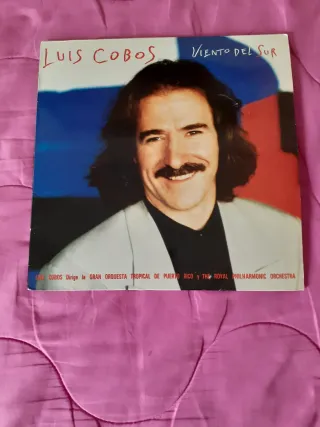 LUIS COBOS VIENTO DEL SUR
LUIS COBOS dirige la GRAN ORQUESTA TROPICAL DE PUERTO RICO y THE ROYAL PHILHARMONIC ORCHESTRA